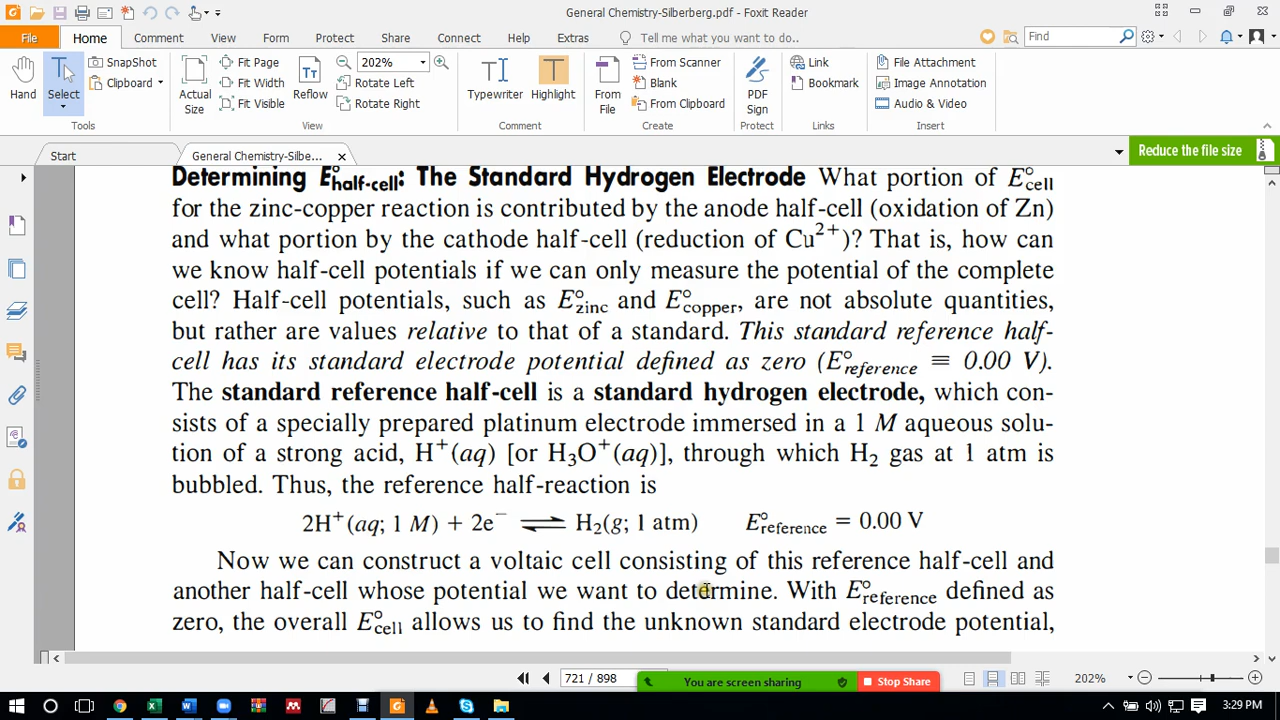 General Chemistry-Silberberg.pdf - Foxit Reader
File Home Comment View Form Protect Share Connect Help Extras Tell me what you want to do.. Find
Hand
Select
SnapShot
Clipboard
Tools
Actual Size
Fit Page
Fit Width
Fit Visible
Reflow
202%
Rotate Left
Rotate Right
View
Typewriter
Highlight
Comment
From File
From Scanner
Blank
From Clipboard
Create
PDF Sign
Protect
Link
Bookmark
Links
File Attachment
Image Annotation
Audio & Video
Insert
Start
General Chemistry-Silbe...
Reduce the file size
Determining E°half-cell: The Standard Hydrogen Electrode What portion of E°cell
for the zinc-copper reaction is contributed by the anode half-cell (oxidation of Zn)
and what portion by the cathode half-cell (reduction of Cu²⁺)? That is, how can
we know half-cell potentials if we can only measure the potential of the complete
cell? Half-cell potentials, such as E°zinc and E°copper, are not absolute quantities,
but rather are values relative to that of a standard. This standard reference half-
cell has its standard electrode potential defined as zero (E°reference ≡ 0.00 V).
The standard reference half-cell is a standard hydrogen electrode, which con-
sists of a specially prepared platinum electrode immersed in a 1 M aqueous solu-
tion of a strong acid, H⁺(aq) [or H₃O⁺(aq)], through which H₂ gas at 1 atm is
bubbled. Thus, the reference half-reaction is
2H⁺(aq; 1 M) + 2e⁻ ⇌ H₂(g; 1 atm) E°reference = 0.00 V
Now we can construct a voltaic cell consisting of this reference half-cell and
another half-cell whose potential we want to determine. With E°reference defined as
zero, the overall E°cell allows us to find the unknown standard electrode potential,
721 / 898
You are screen sharing
Stop Share
202%
3:29 PM